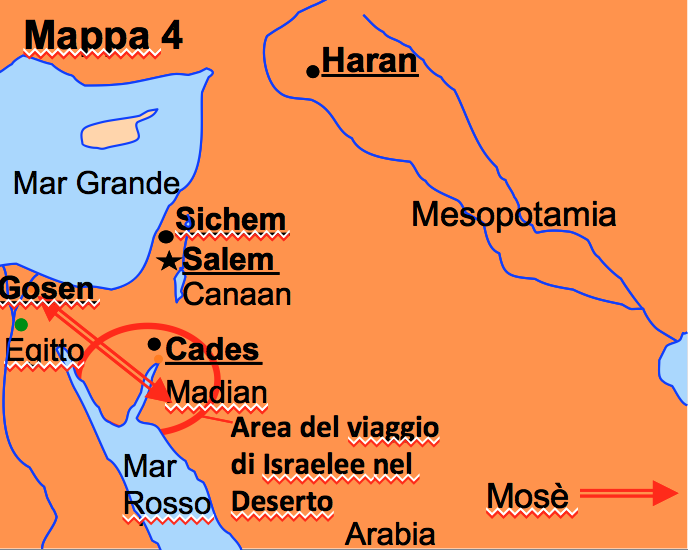 Mappa 4
Haran
Mar Grande
Mesopotamia
Sichem
Salem
Canaan
Gosen
Egitto
Cades
Madian
Area del viaggio
di Israelee nel
Deserto
Mar
Rosso
Mosè
Arabia